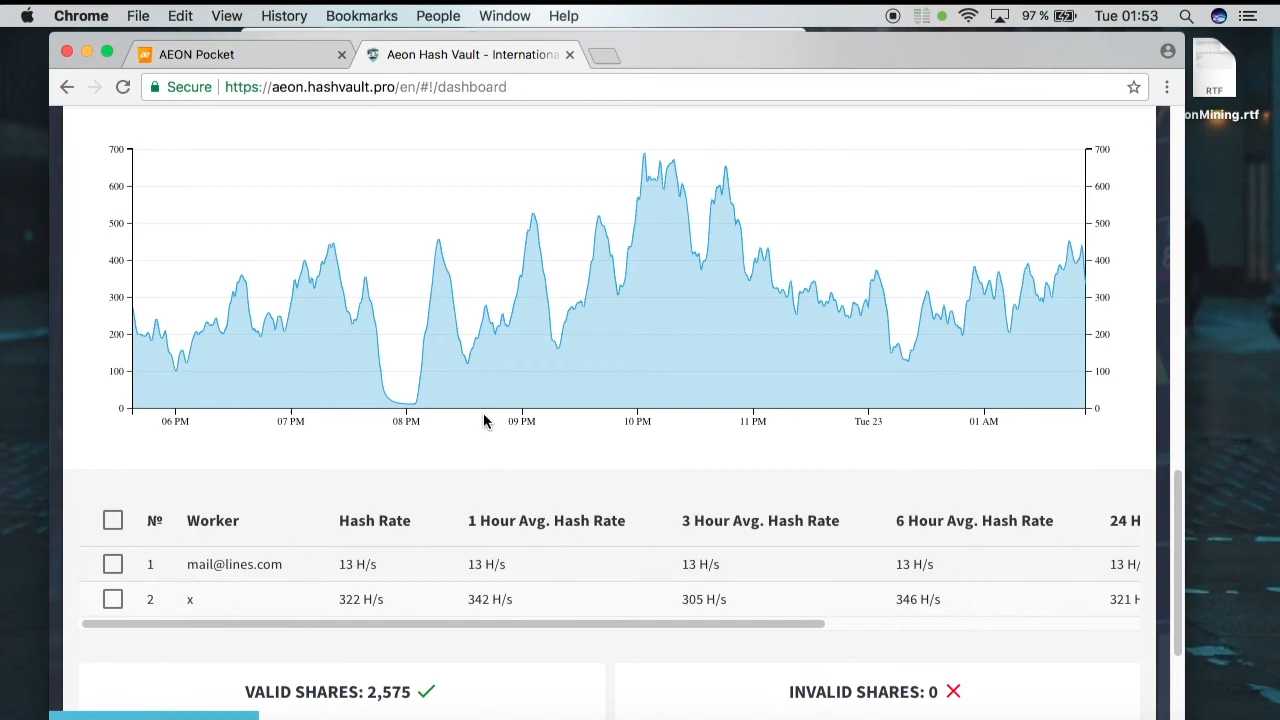 Chrome File Edit View History Bookmarks People Window Help 97 % Tue 01:53
AEON Pocket Aeon Hash Vault - Internationa
Secure https://aeon.hashvault.pro/en/#!/dashboard
RTF
onMining.rtf
700 700
600 600
500 500
400 400
300 300
200 200
100 100
0 0
06 PM 07 PM 08 PM 09 PM 10 PM 11 PM Tue 23 01 AM
Nº Worker Hash Rate 1 Hour Avg. Hash Rate 3 Hour Avg. Hash Rate 6 Hour Avg. Hash Rate 24 H
1 mail@lines.com 13 H/s 13 H/s 13 H/s 13 H/s 13 H/
2 x 322 H/s 342 H/s 305 H/s 346 H/s 321 H
VALID SHARES: 2,575 INVALID SHARES: 0